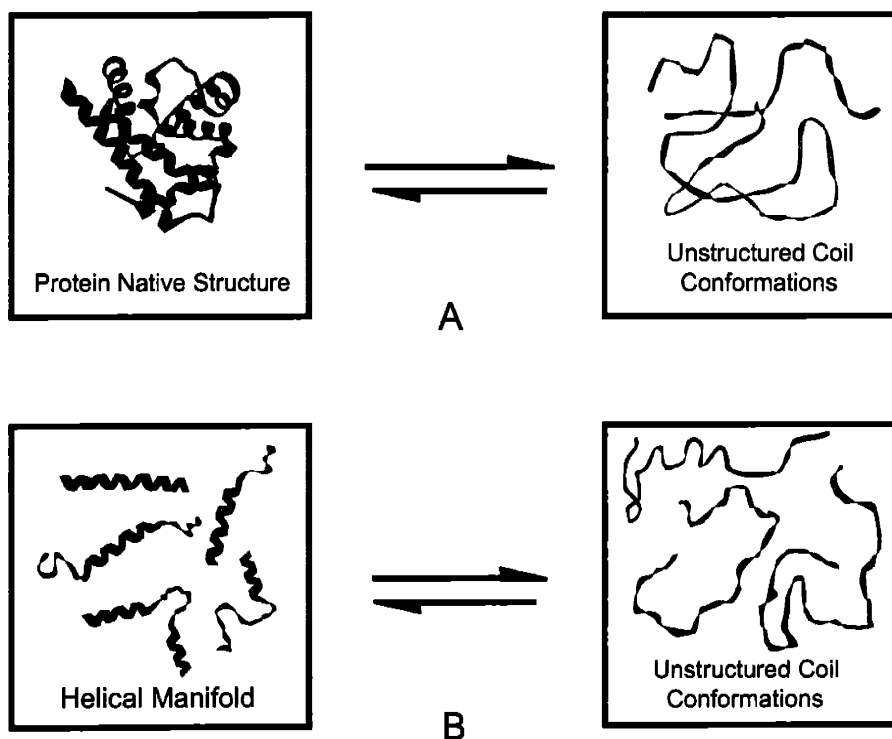 Protein Native Structure
Unstructured Coil
Conformations
A
Helical Manifold
Unstructured Coil
Conformations
B